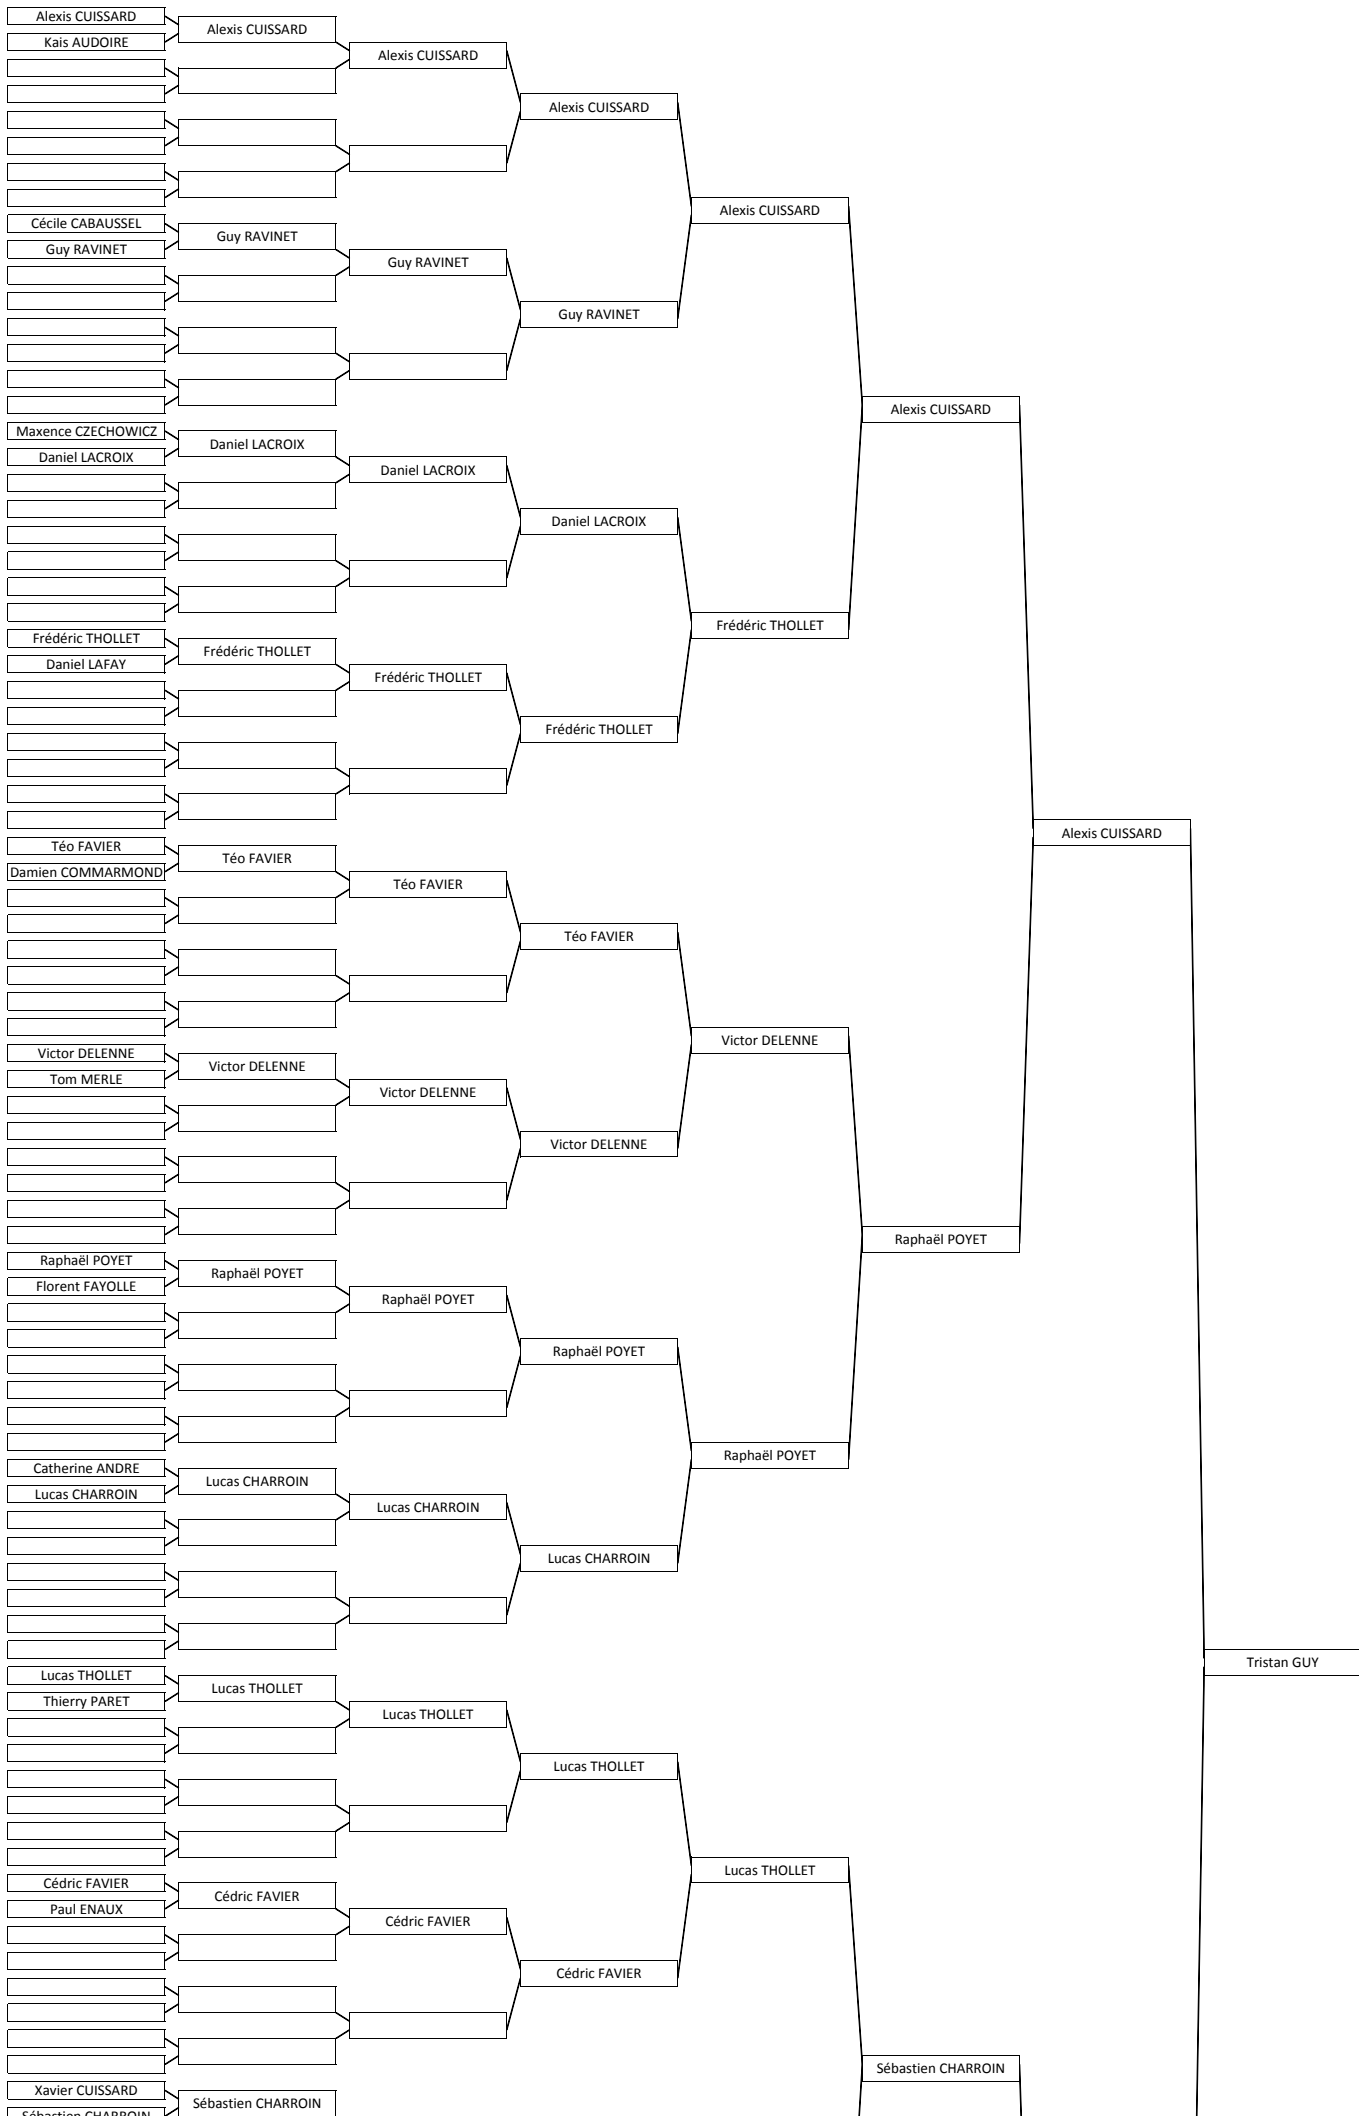 Alexis CUISSARD
Alexis CUISSARD
Kais AUDOIRE
Alexis CUISSARD
Alexis CUISSARD
Alexis CUISSARD
Cécile CABAUSSEL
Guy RAVINET
Guy RAVINET
Guy RAVINET
Guy RAVINET
Alexis CUISSARD
Maxence CZECHOWICZ
Daniel LACROIX
Daniel LACROIX
Daniel LACROIX
Daniel LACROIX
Frédéric THOLLET
Frédéric THOLLET
Frédéric THOLLET
Daniel LAFAY
Frédéric THOLLET
Frédéric THOLLET
Alexis CUISSARD
Téo FAVIER
Téo FAVIER
Damien COMMARMOND
Téo FAVIER
Téo FAVIER
Victor DELENNE
Victor DELENNE
Victor DELENNE
Tom MERLE
Victor DELENNE
Victor DELENNE
Raphaël POYET
Raphaël POYET
Raphaël POYET
Florent FAYOLLE
Raphaël POYET
Raphaël POYET
Raphaël POYET
Catherine ANDRE
Lucas CHARROIN
Lucas CHARROIN
Lucas CHARROIN
Lucas CHARROIN
Tristan GUY
Lucas THOLLET
Lucas THOLLET
Thierry PARET
Lucas THOLLET
Lucas THOLLET
Lucas THOLLET
Cédric FAVIER
Cédric FAVIER
Paul ENAUX
Cédric FAVIER
Cédric FAVIER
Sébastien CHARROIN
Xavier CUISSARD
Sébastien CHARROIN
Sébastien CHARROIN